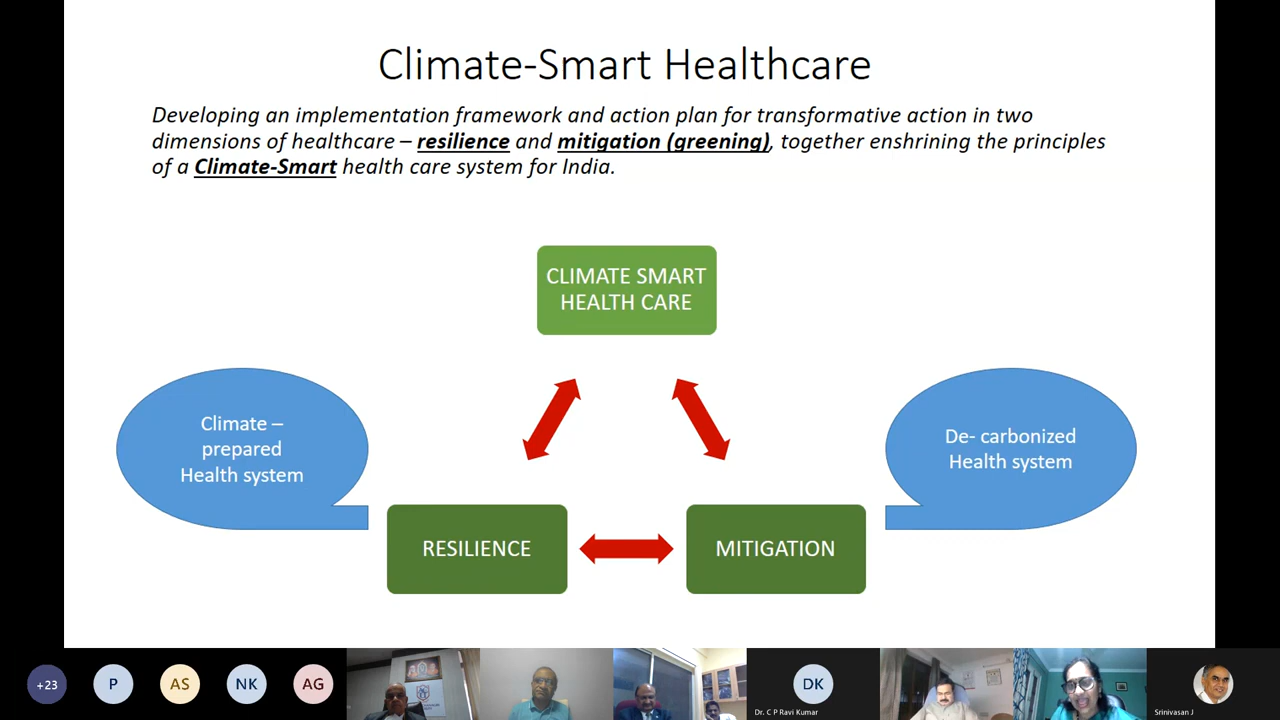 Climate-Smart Healthcare
Developing an implementation framework and action plan for transformative action in two
dimensions of healthcare – resilience and mitigation (greening), together enshrining the principles
of a Climate-Smart health care system for India.
CLIMATE SMART
HEALTH CARE
Climate –
prepared
Health system
De- carbonized
Health system
RESILIENCE
MITIGATION
+23
P
AS
NK
AG
DK
Dr. C P Ravi Kumar
Srinivasan J